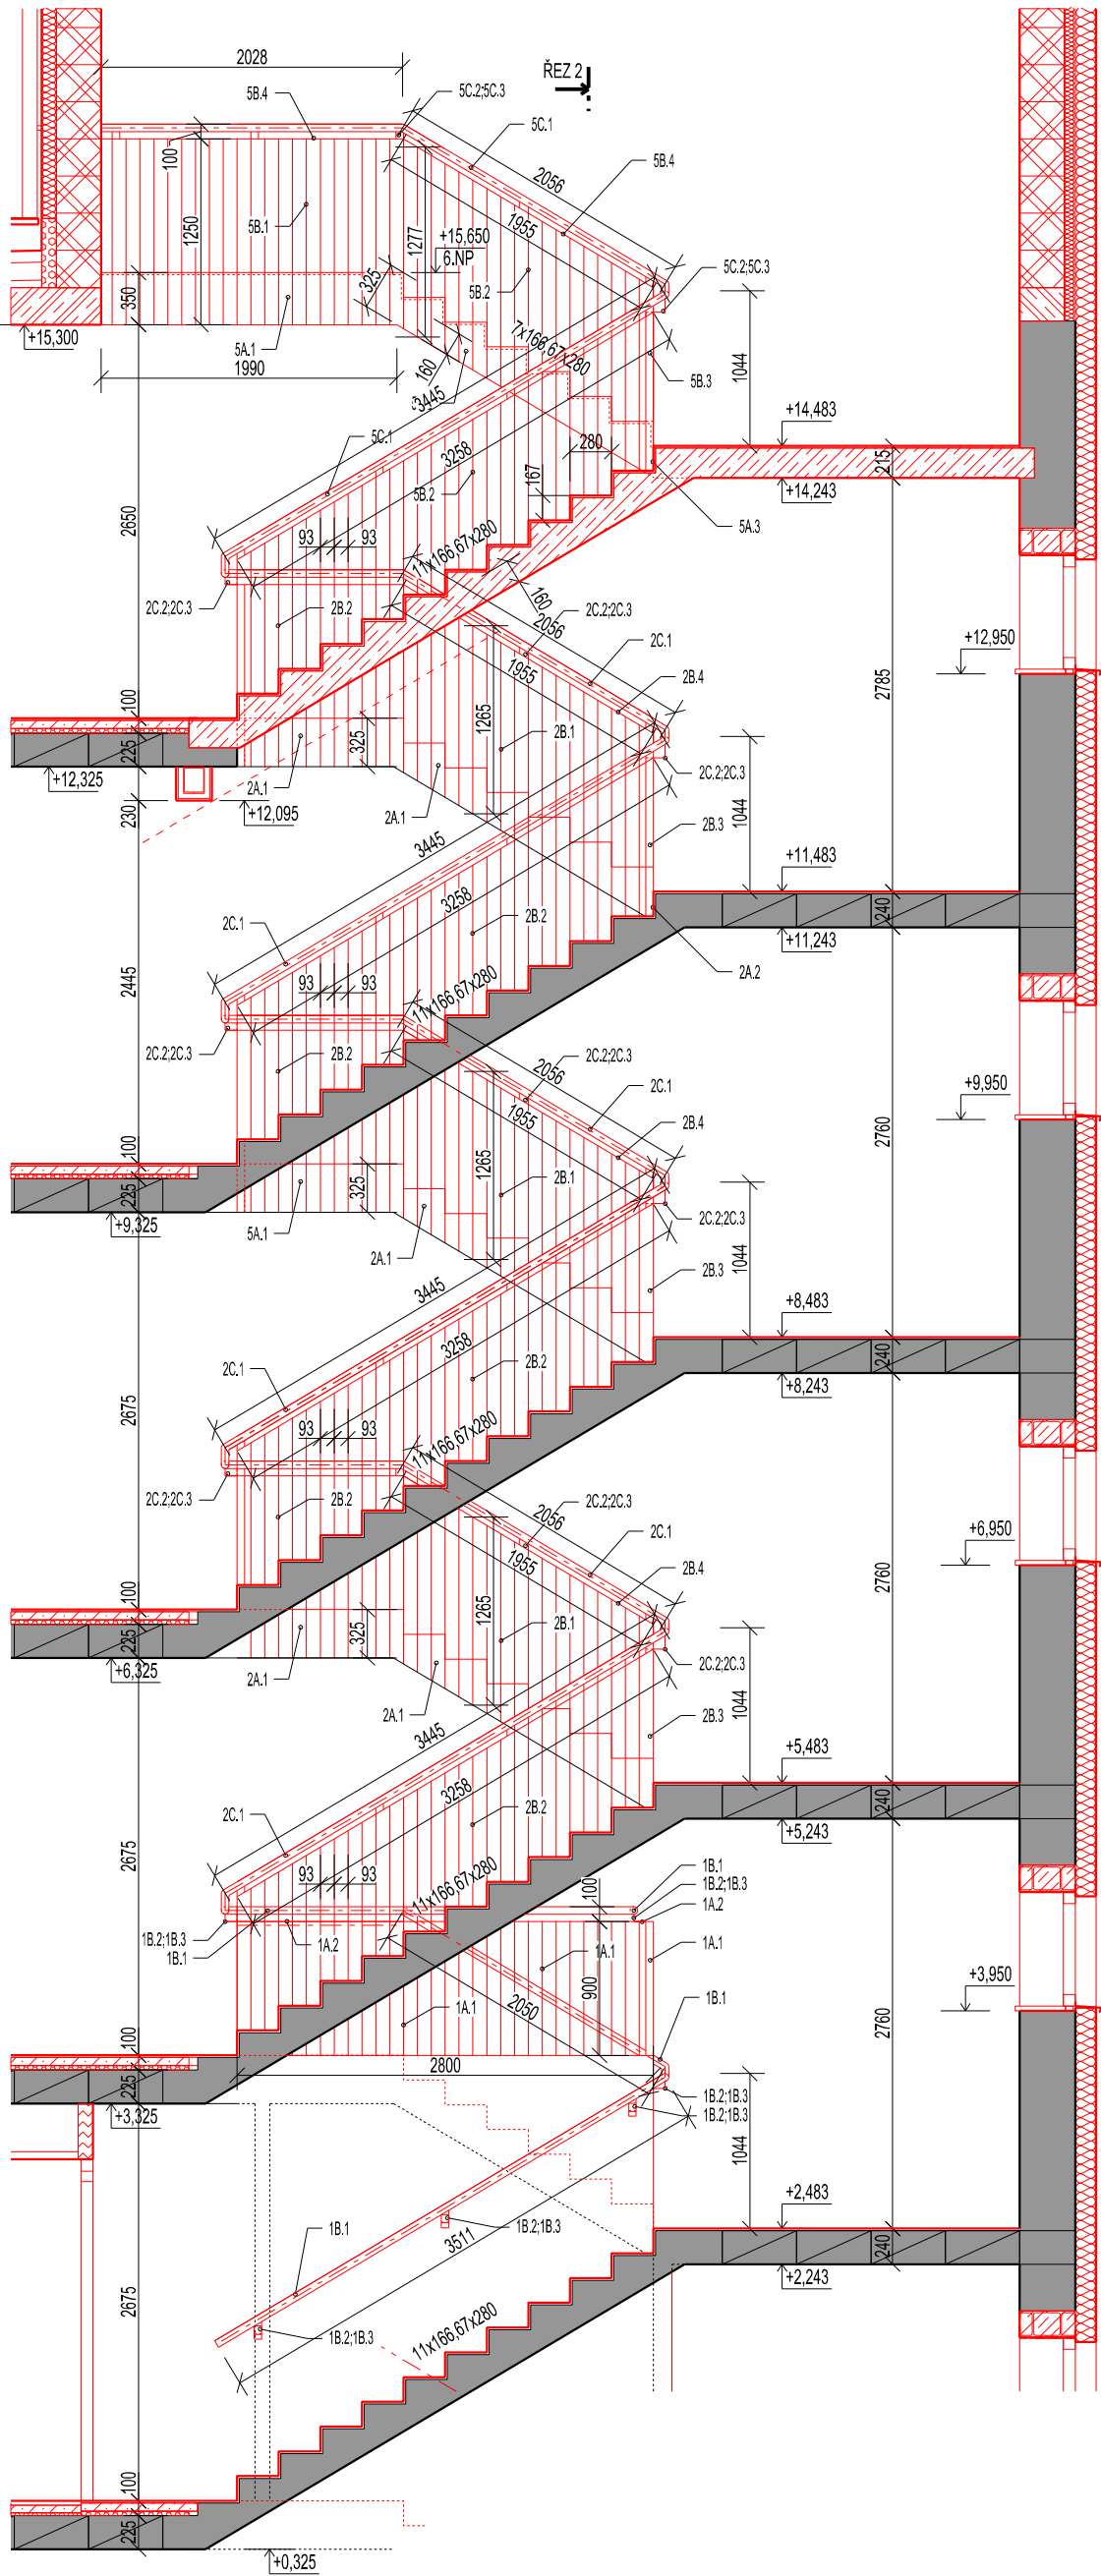 2028
ŘEZ 2
5B.4
5C.2;5C.3
5C.1
5B.4
100
2056
1955
1250
5B.1
1277
+15,650
6.NP
5C.2;5C.3
325
5B.2
350
7x166,67x280
+15,300
5A.1
160
1044
5B.3
1990
3445
+14,483
5C.1
280
3258
215
5B.2
167
+14,243
2650
5A.3
93
93
11x166,67x280
160
2C.2;2C.3
2B.2
2C.2;2C.3
2056
2C.1
+12,950
1955
2B.4
2785
100
1265
2B.1
325
225
2C.2;2C.3
+12,325
2A.1
230
+12,095
2A.1
1044
3445
2B.3
+11,483
3258
240
2C.1
2B.2
+11,243
2A.2
2445
93
93
11x166,67x280
2C.2;2C.3
2B.2
2C.2;2C.3
2056
2C.1
+9,950
1955
2B.4
2760
100
1265
2B.1
325
225
2C.2;2C.3
+9,325
5A.1
2A.1
1044
3445
2B.3
+8,483
3258
240
2C.1
2B.2
+8,243
2675
93
93
11x166,67x280
2C.2;2C.3
2B.2
2C.2;2C.3
2056
2C.1
+6,950
1955
2B.4
2760
100
1265
2B.1
325
225
2C.2;2C.3
+6,325
2A.1
2A.1
1044
3445
2B.3
+5,483
3258
240
2C.1
2B.2
+5,243
2675
93
93
11x166,67x280
100
1B.1
1B.2;1B.3
1A.2
1B.2;1B.3
1B.1
1A.2
1A.1
1A.1
900
+3,950
2050
1A.1
1B.1
2760
100
2800
225
1B.2;1B.3
1B.2;1B.3
+3,325
1044
+2,483
1B.1
1B.2;1B.3
3511
240
+2,243
2675
1B.2;1B.3
11x166,67x280
100
225
+0,325